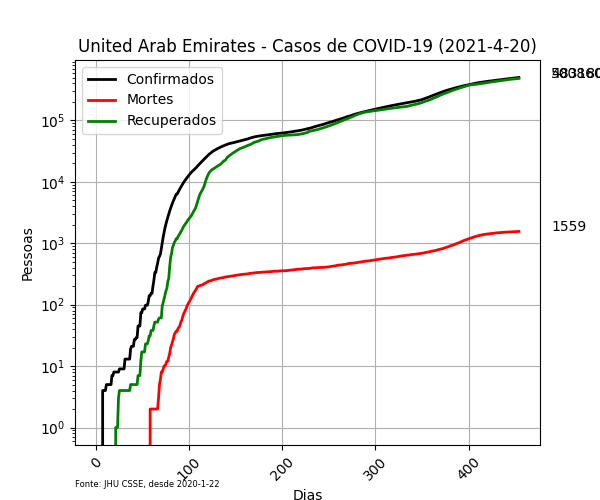 United Arab Emirates - Casos de COVID-19 (2021-4-20)
Confirmados
Mortes
Recuperados
10⁵
10⁴
10³
10²
10¹
10⁰
1559
Pessoas
0
100
200
300
400
Dias
Fonte: JHU CSSE, desde 2020-1-22